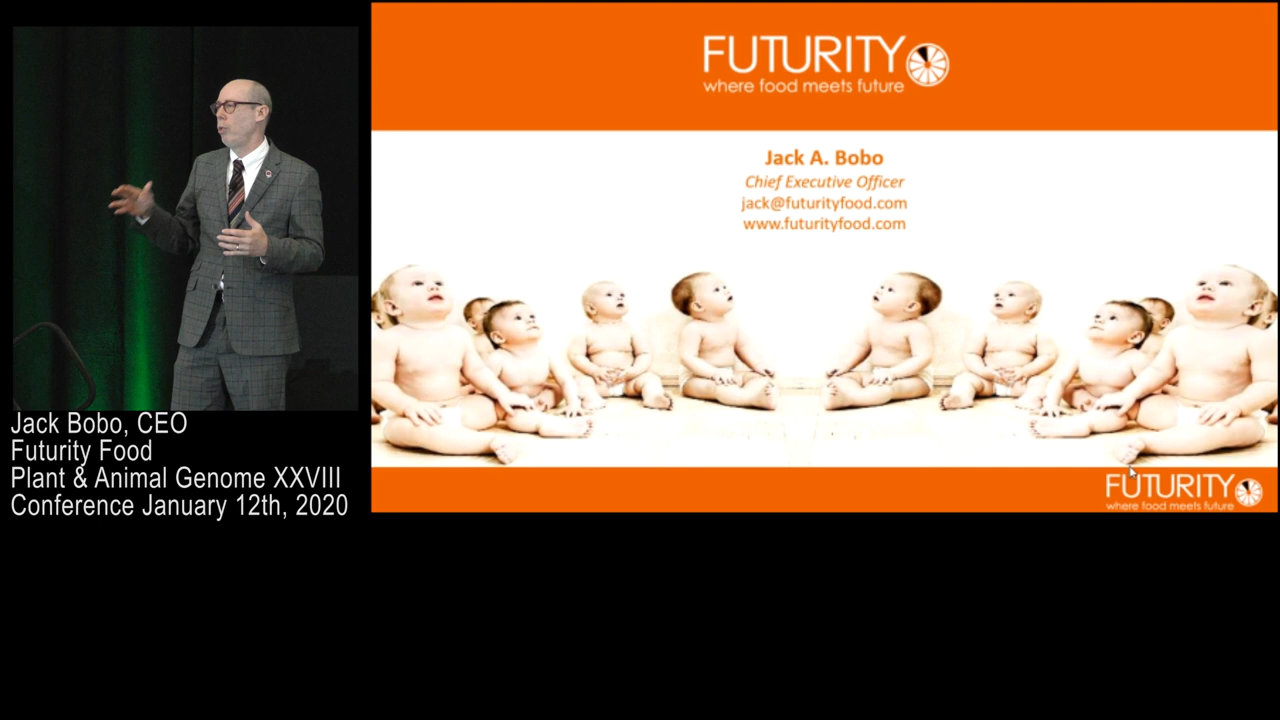 FUTURITY
where food meets future
Jack A. Bobo
Chief Executive Officer
jack@futurityfood.com
www.futurityfood.com
FUTURITY
where food meets future
Jack Bobo, CEO
Futurity Food
Plant & Animal Genome XXVIII
Conference January 12th, 2020